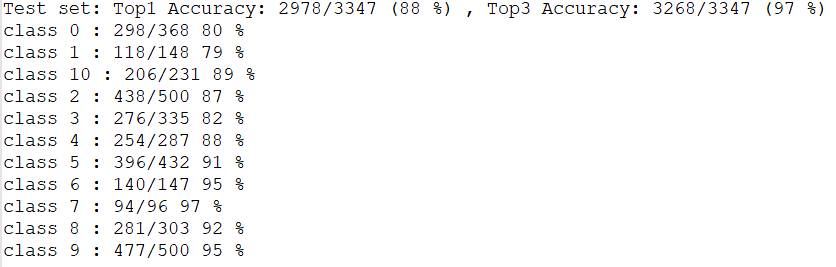 Test set: Top1 Accuracy: 2978/3347 (88 %) , Top3 Accuracy: 3268/3347 (97 %)
class 0 : 298/368 80 %
class 1 : 118/148 79 %
class 10 : 206/231 89 %
class 2 : 438/500 87 %
class 3 : 276/335 82 %
class 4 : 254/287 88 %
class 5 : 396/432 91 %
class 6 : 140/147 95 %
class 7 : 94/96 97 %
class 8 : 281/303 92 %
class 9 : 477/500 95 %